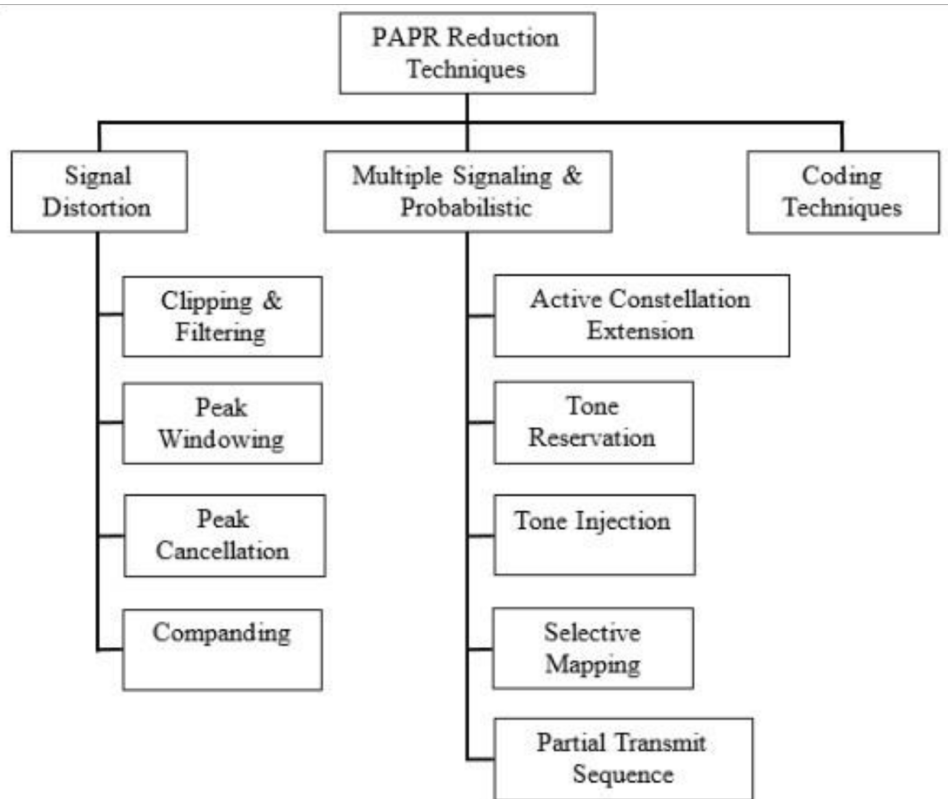 PAPR Reduction
Techniques
Signal
Distortion
Multiple Signaling &
Probabilistic
Coding
Techniques
Clipping &
Filtering
Peak
Windowing
Peak
Cancellation
Companding
Active Constellation
Extension
Tone
Reservation
Tone Injection
Selective
Mapping
Partial Transmit
Sequence